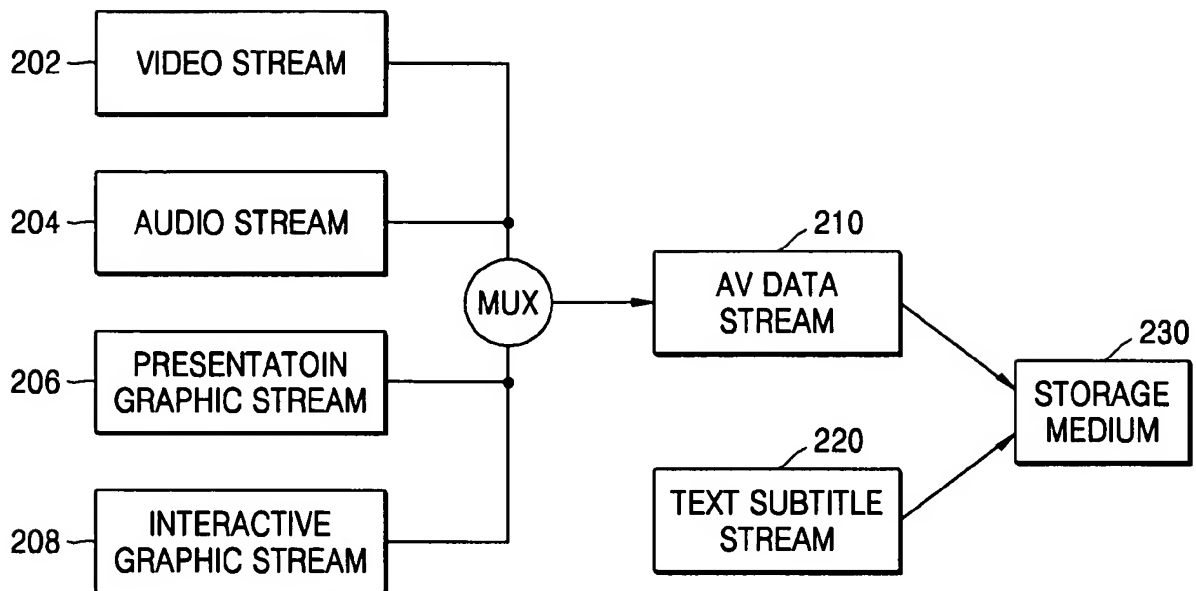 202
VIDEO STREAM
204
AUDIO STREAM
MUX
206
PRESENTATOIN
GRAPHIC STREAM
208
INTERACTIVE
GRAPHIC STREAM
210
AV DATA
STREAM
220
TEXT SUBTITLE
STREAM
230
STORAGE
MEDIUM